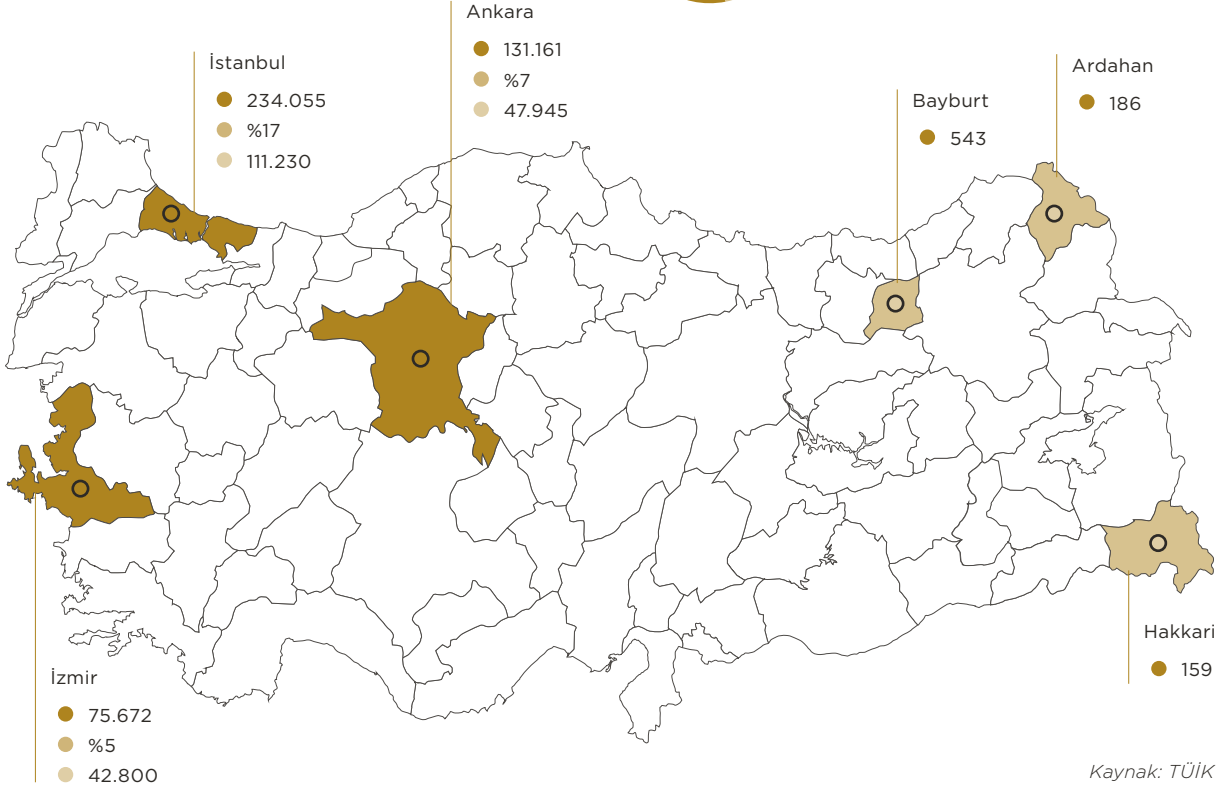 Ankara
131.161
%7
47.945
İstanbul
234.055
%17
111.230
Ardahan
186
Bayburt
543
Hakkari
159
İzmir
75.672
%5
42.800
Kaynak: TÜİK